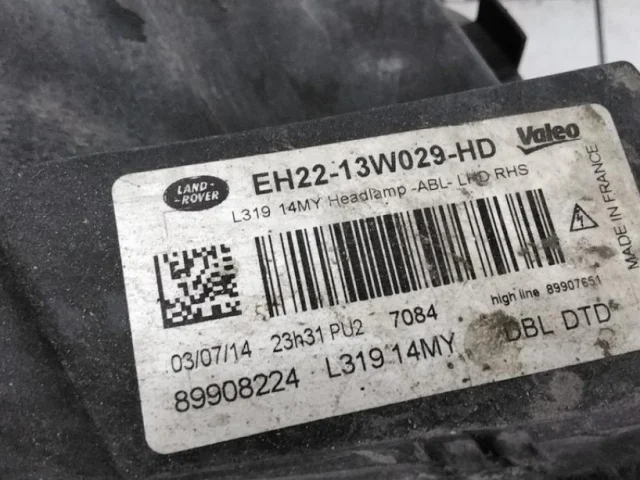 LAND-
ROVER
EH22-13W029-HD
Valeo
L319 14MY Headlamp -ABL- LHD RHS
MADE IN FRANCE
high line 89907651
03/07/14 23h31 PU2 7084
89908224 L319 14MY DBL DTD